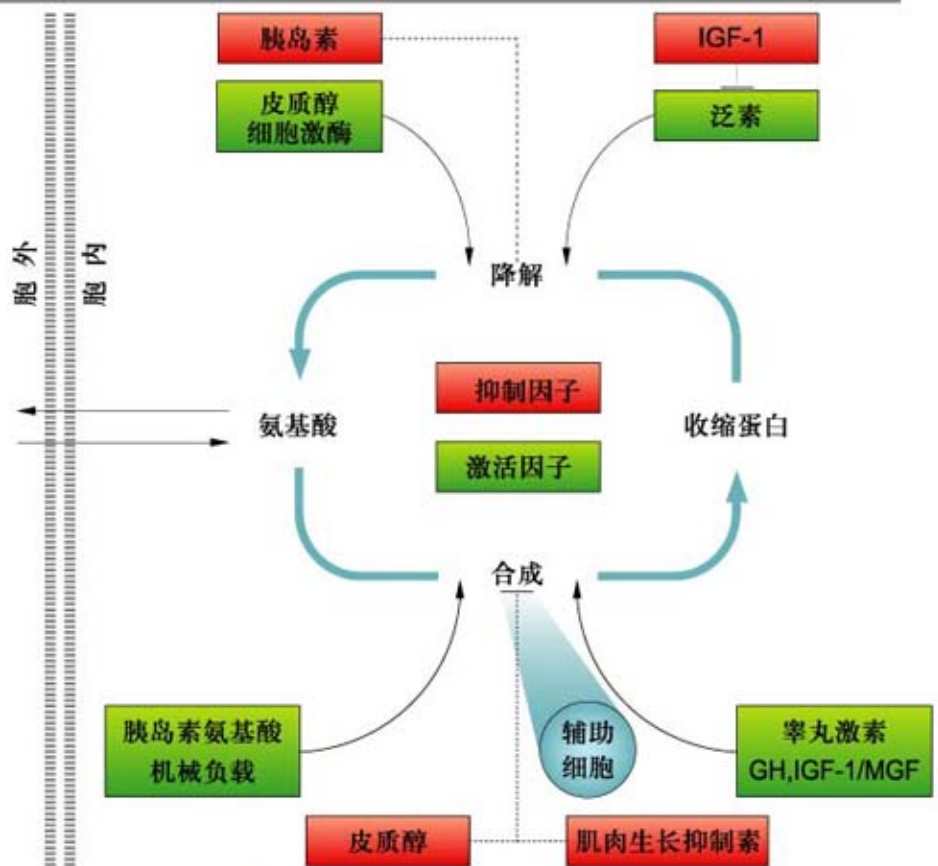 胰岛素
IGF-1
皮质醇
细胞激酶
泛素
胞外
胞内
降解
抑制因子
氨基酸
收缩蛋白
激活因子
合成
胰岛素氨基酸
机械负载
辅助
细胞
睾丸激素
GH,IGF-1/MGF
皮质醇
肌肉生长抑制素